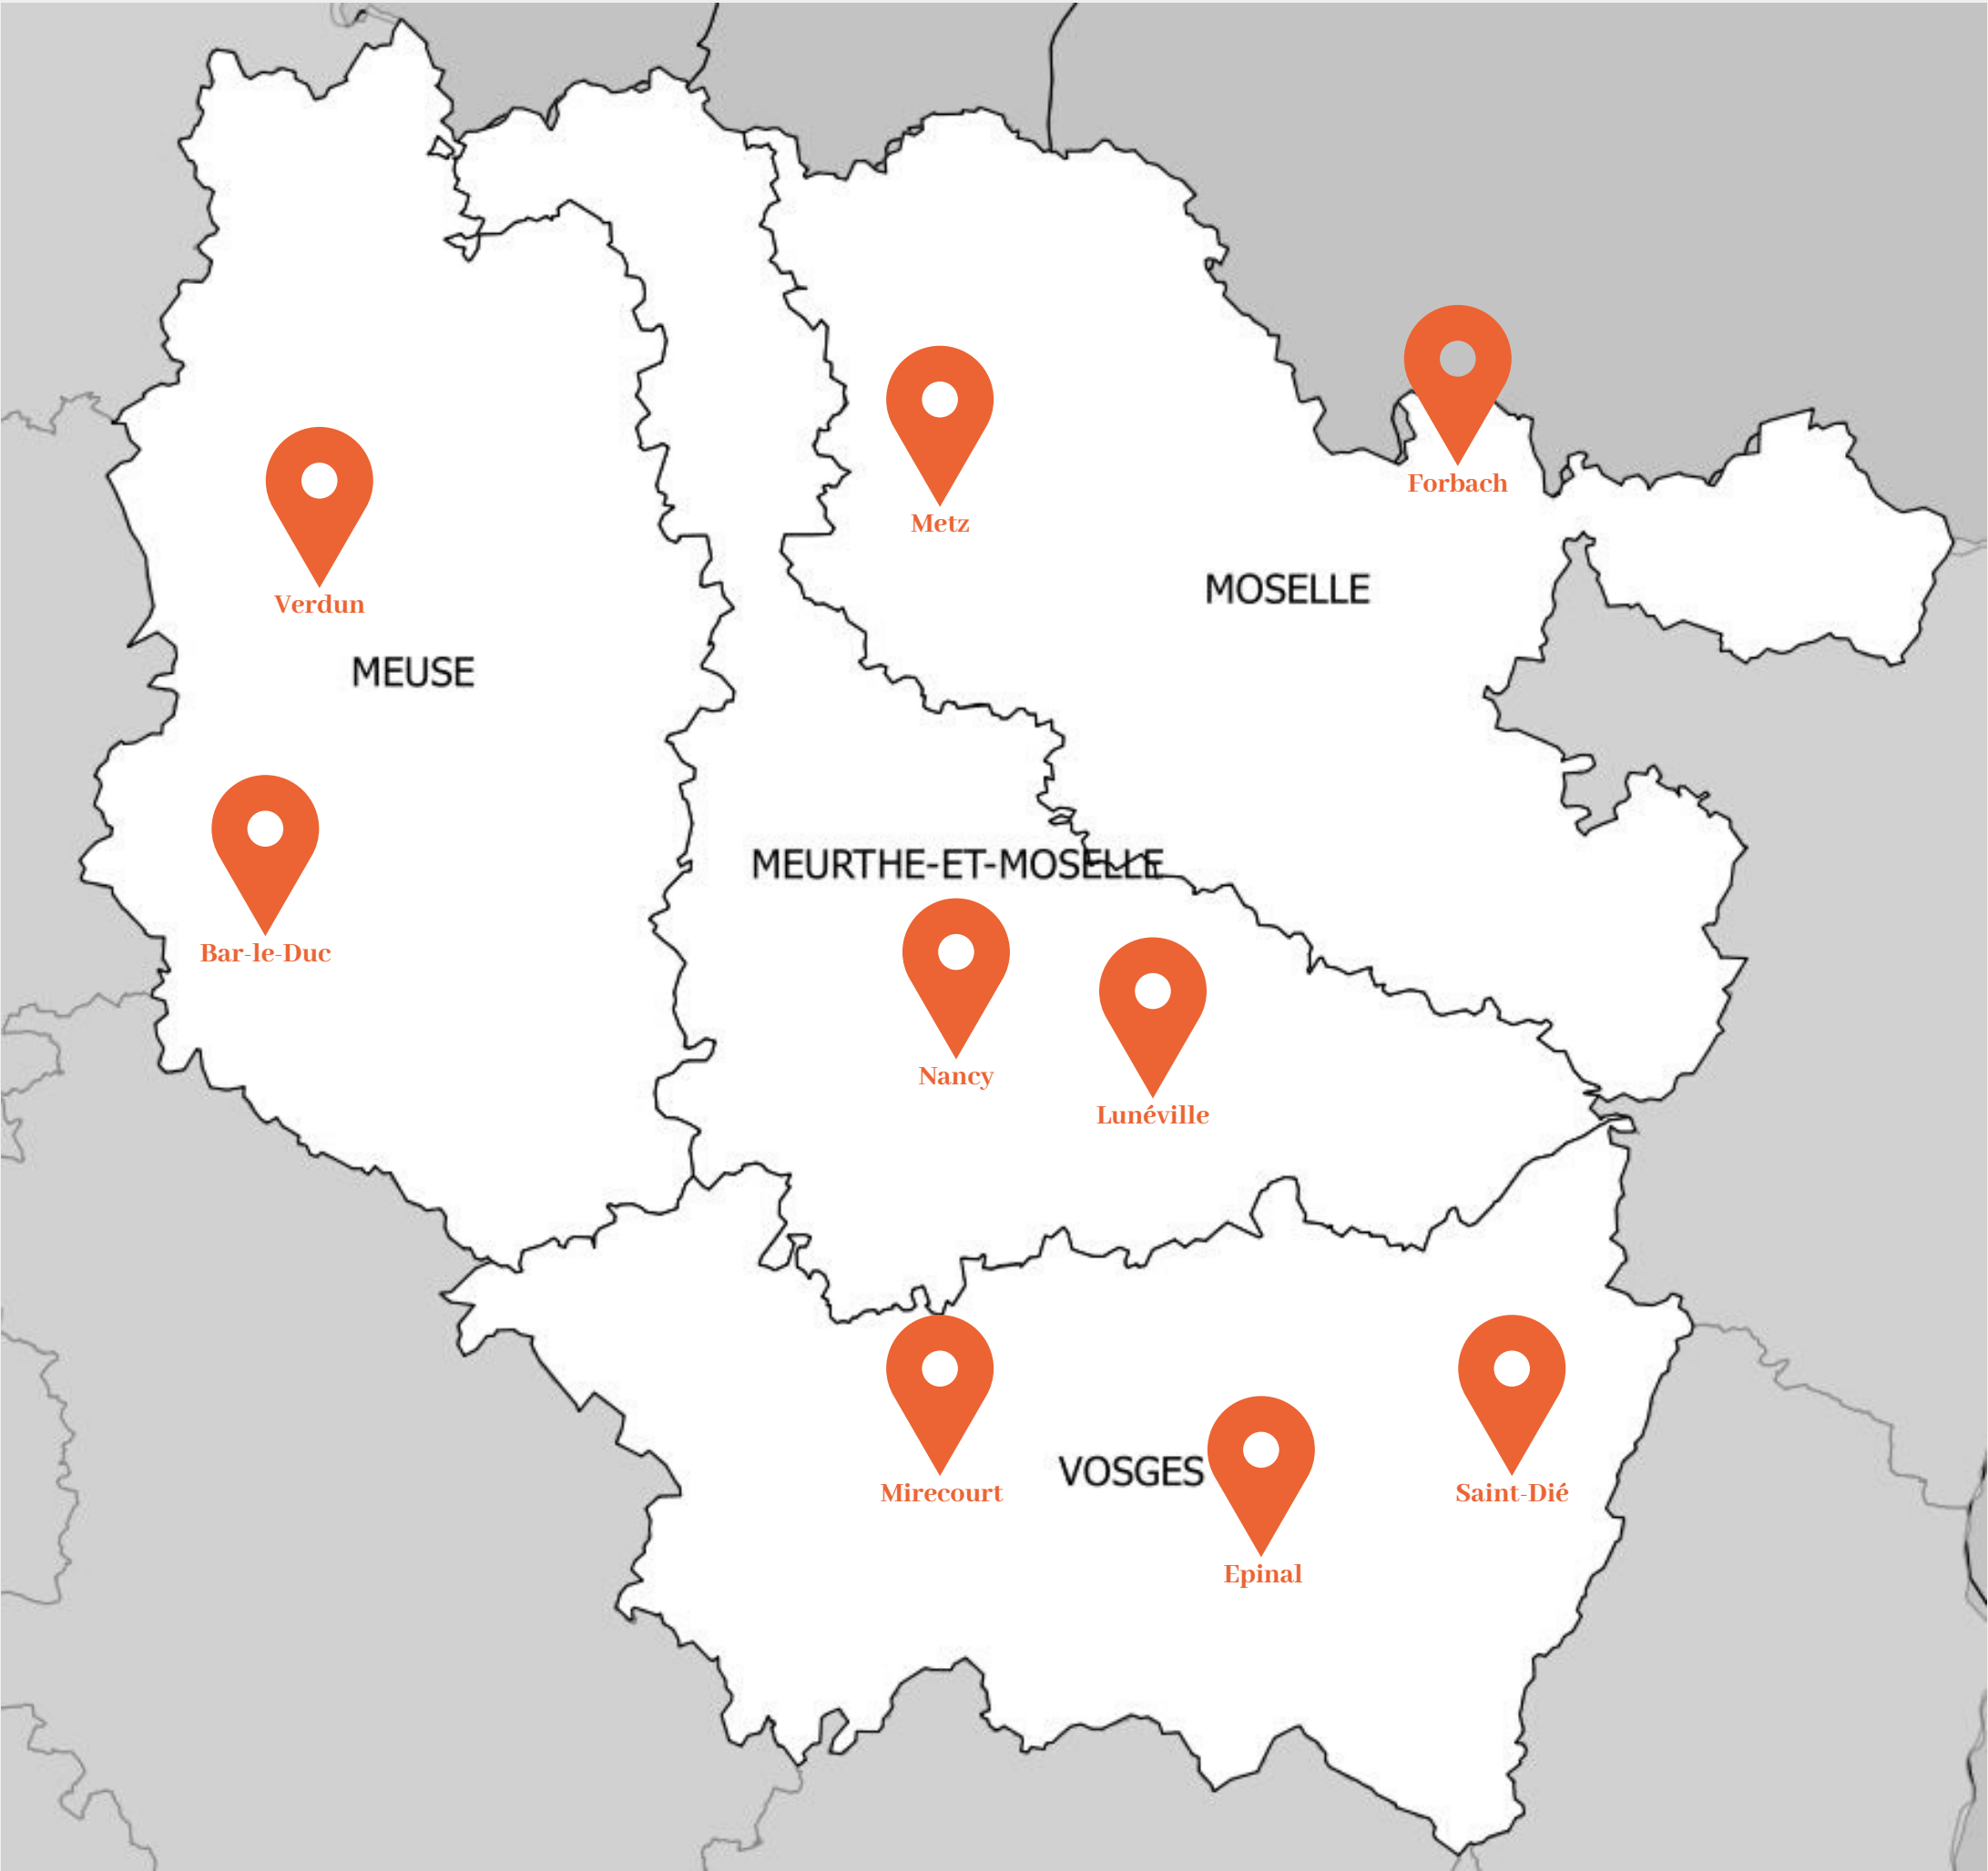 Forbach
Metz
MOSELLE
Verdun
MEUSE
MEURTHE-ET-MOSELLE
Bar-le-Duc
Nancy
Lunéville
VOSGES
Mirecourt
Saint-Dié
Epinal